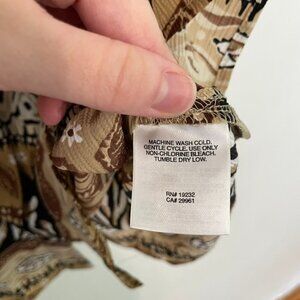 MACHINE WASH COLD,
GENTLE CYCLE. USE ONLY
NON-CHLORINE BLEACH.
TUMBLE DRY LOW.
RN# 19232
CA# 29961